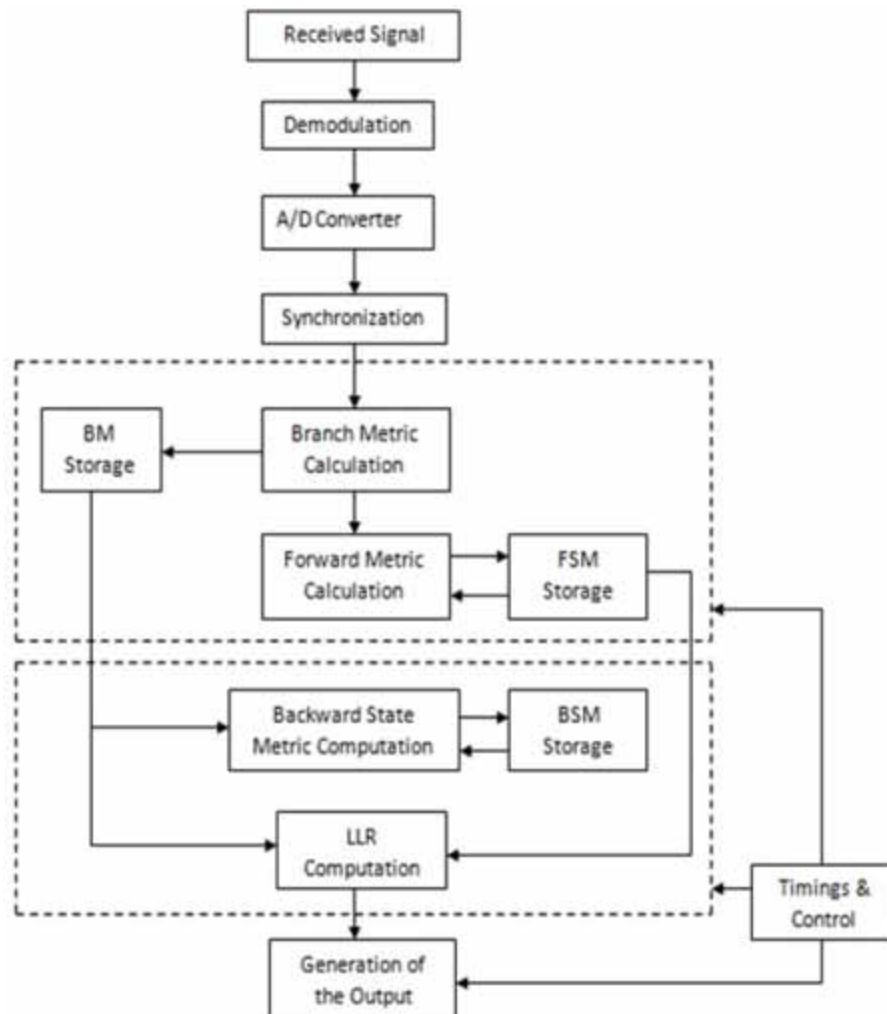 Received Signal
Demodulation
A/D Converter
Synchronization
BM
Storage
Branch Metric
Calculation
Forward Metric
Calculation
FSM
Storage
Backward State
Metric Computation
BSM
Storage
LLR
Computation
Timings &
Control
Generation of
the Output